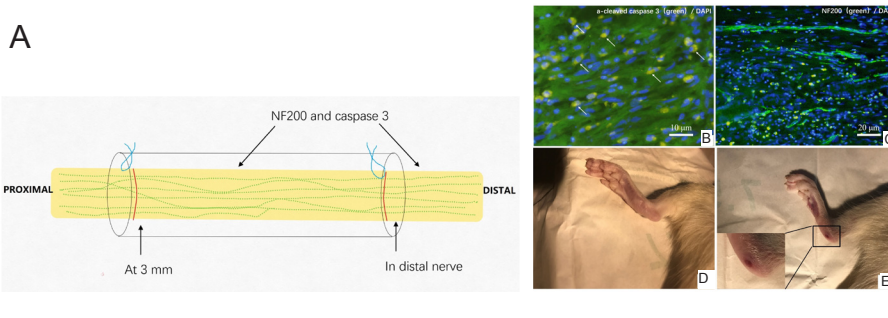 A
NF200 and caspase 3
PROXIMAL
DISTAL
At 3 mm
In distal nerve
a-cleaved caspase 3 (green) / DAPI
10 μm
B
NF200 (green) / DA
20 μm
C
D
E